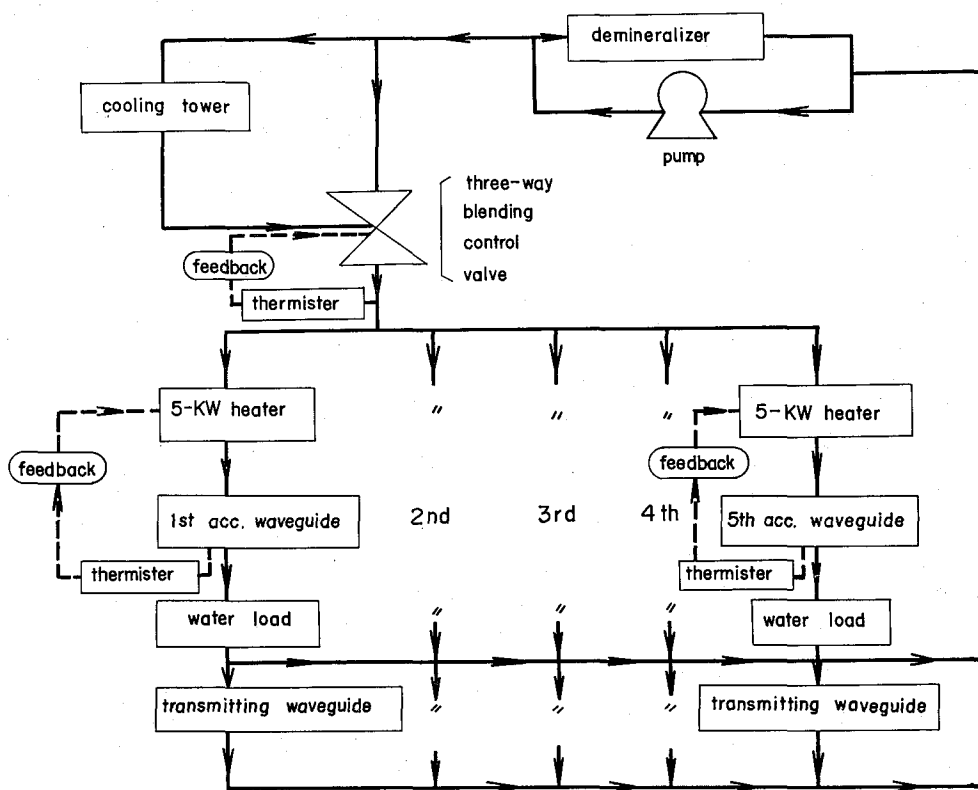 demineralizer
cooling tower
pump
three-way
blending
control
valve
feedback
thermister
5-KW heater
〃
〃
〃
5-KW heater
feedback
feedback
1st acc. waveguide
2nd
3rd
4th
5th acc. waveguide
thermister
thermister
water load
〃
〃
〃
water load
transmitting waveguide
〃
〃
〃
transmitting waveguide